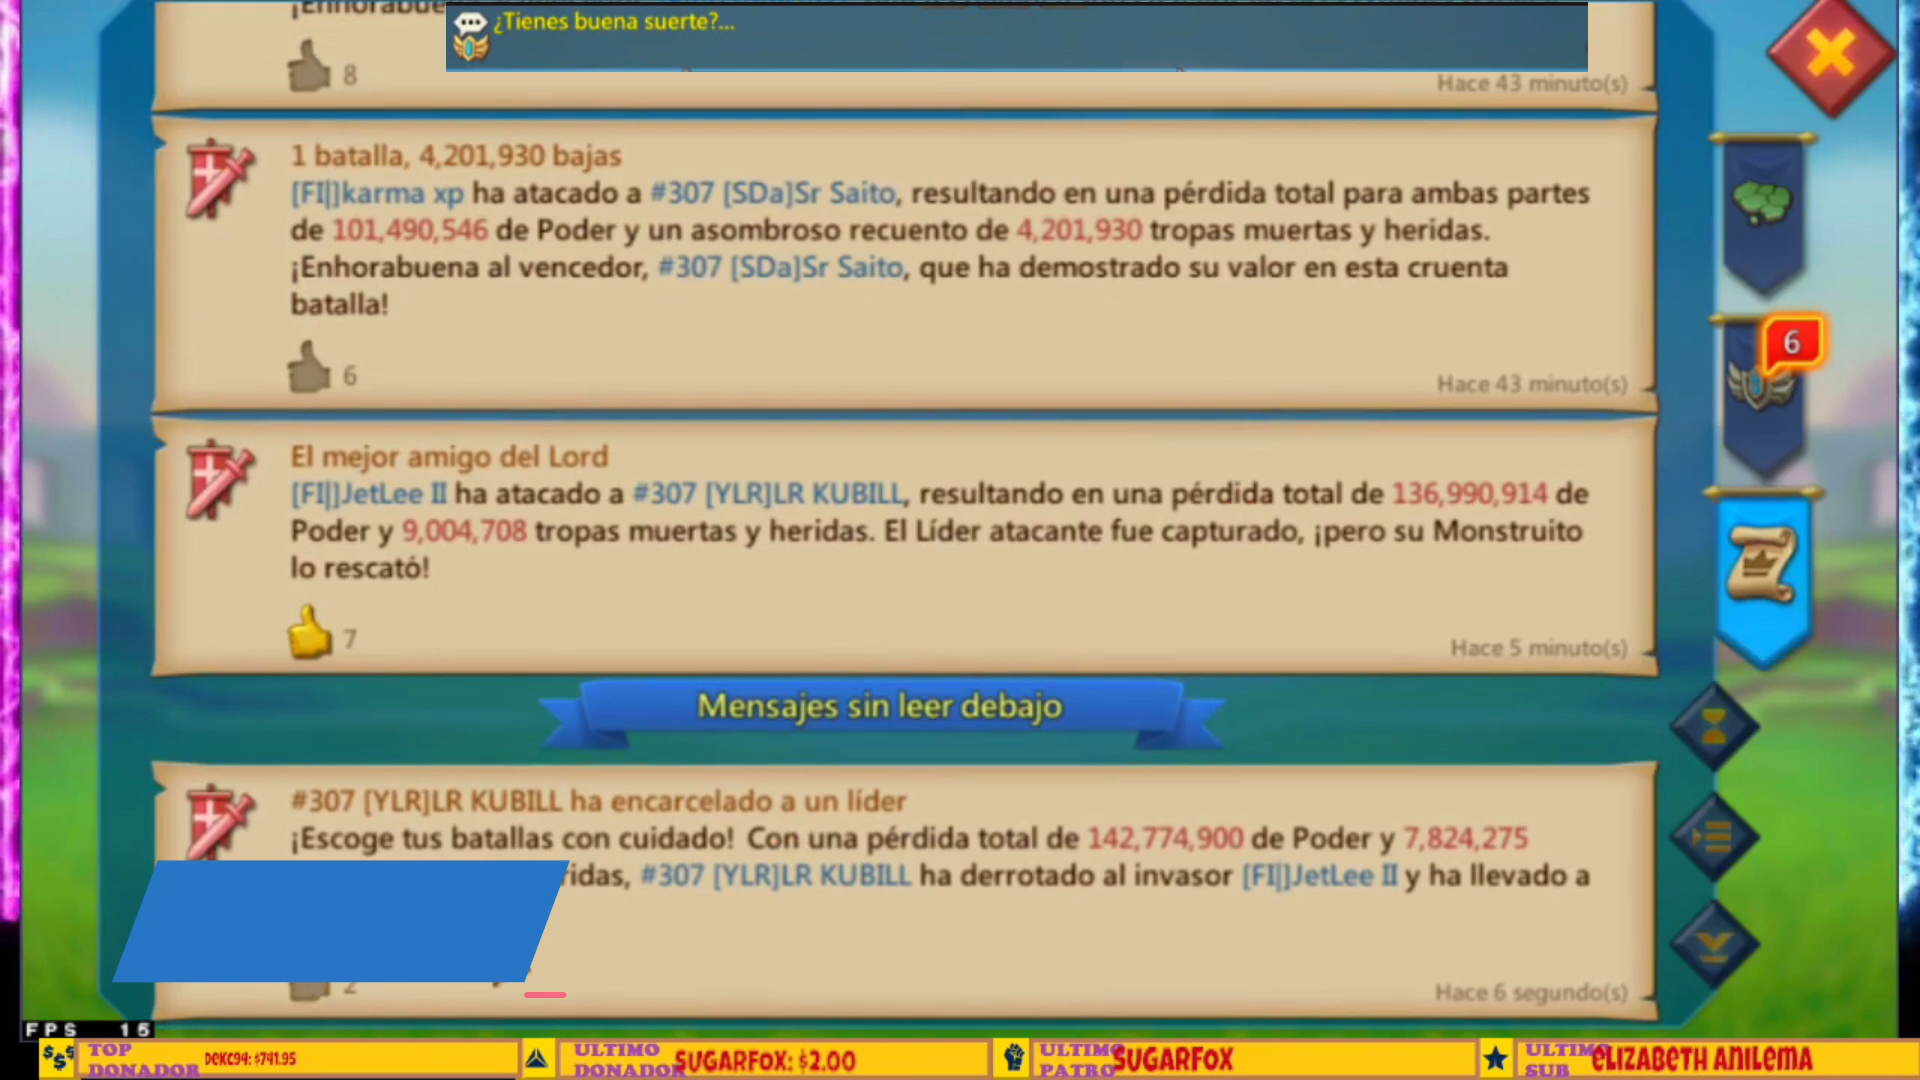 ¡Enhorabue
¿Tienes buena suerte?...
8
Hace 43 minuto(s)
1 batalla, 4,201,930 bajas
[FI|]karma xp ha atacado a #307 [SDa]Sr Saito, resultando en una pérdida total para ambas partes
de 101,490,546 de Poder y un asombroso recuento de 4,201,930 tropas muertas y heridas.
¡Enhorabuena al vencedor, #307 [SDa]Sr Saito, que ha demostrado su valor en esta cruenta
batalla!
6
Hace 43 minuto(s)
6
El mejor amigo del Lord
[FI|]JetLee II ha atacado a #307 [YLR]LR KUBILL, resultando en una pérdida total de 136,990,914 de
Poder y 9,004,708 tropas muertas y heridas. El Líder atacante fue capturado, ¡pero su Monstruito
lo rescató!
7
Hace 5 minuto(s)
Mensajes sin leer debajo
#307 [YLR]LR KUBILL ha encarcelado a un líder
¡Escoge tus batallas con cuidado! Con una pérdida total de 142,774,900 de Poder y 7,824,275
ridas, #307 [YLR]LR KUBILL ha derrotado al invasor [FI|]JetLee II y ha llevado a
2
Hace 6 segundo(s)
FPS 15
TOP DONADOR DEKC94: $741.95
ULTIMO DONADOR SUGARFOX: $2.00
ULTIMO PATRO SUGARFOX
ULTIMO SUB ELIZABETH ANILEMA